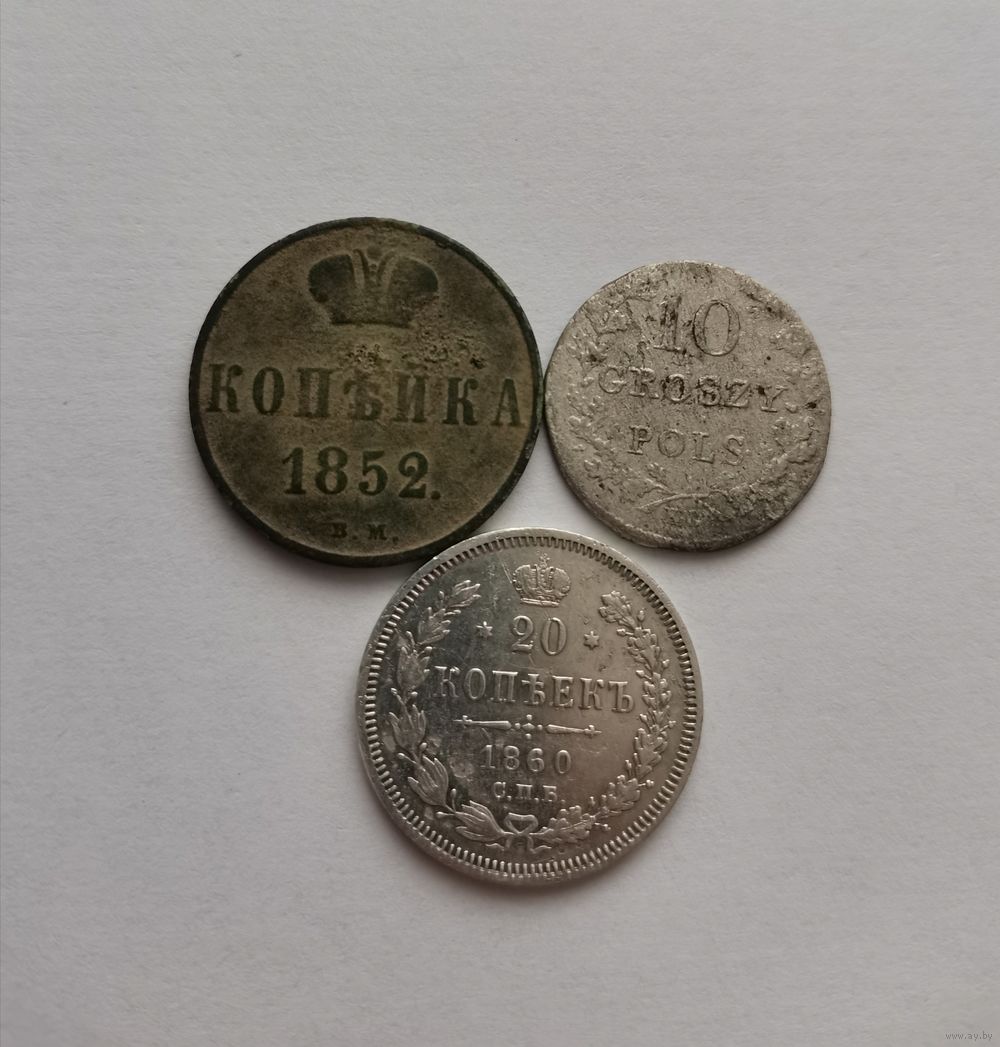 КОПѢЙКА
1852.
В. М.
10
GROSZY.
POLS
20
КОПѢЕКЪ
1860
С.П.Б.
www.ay.by